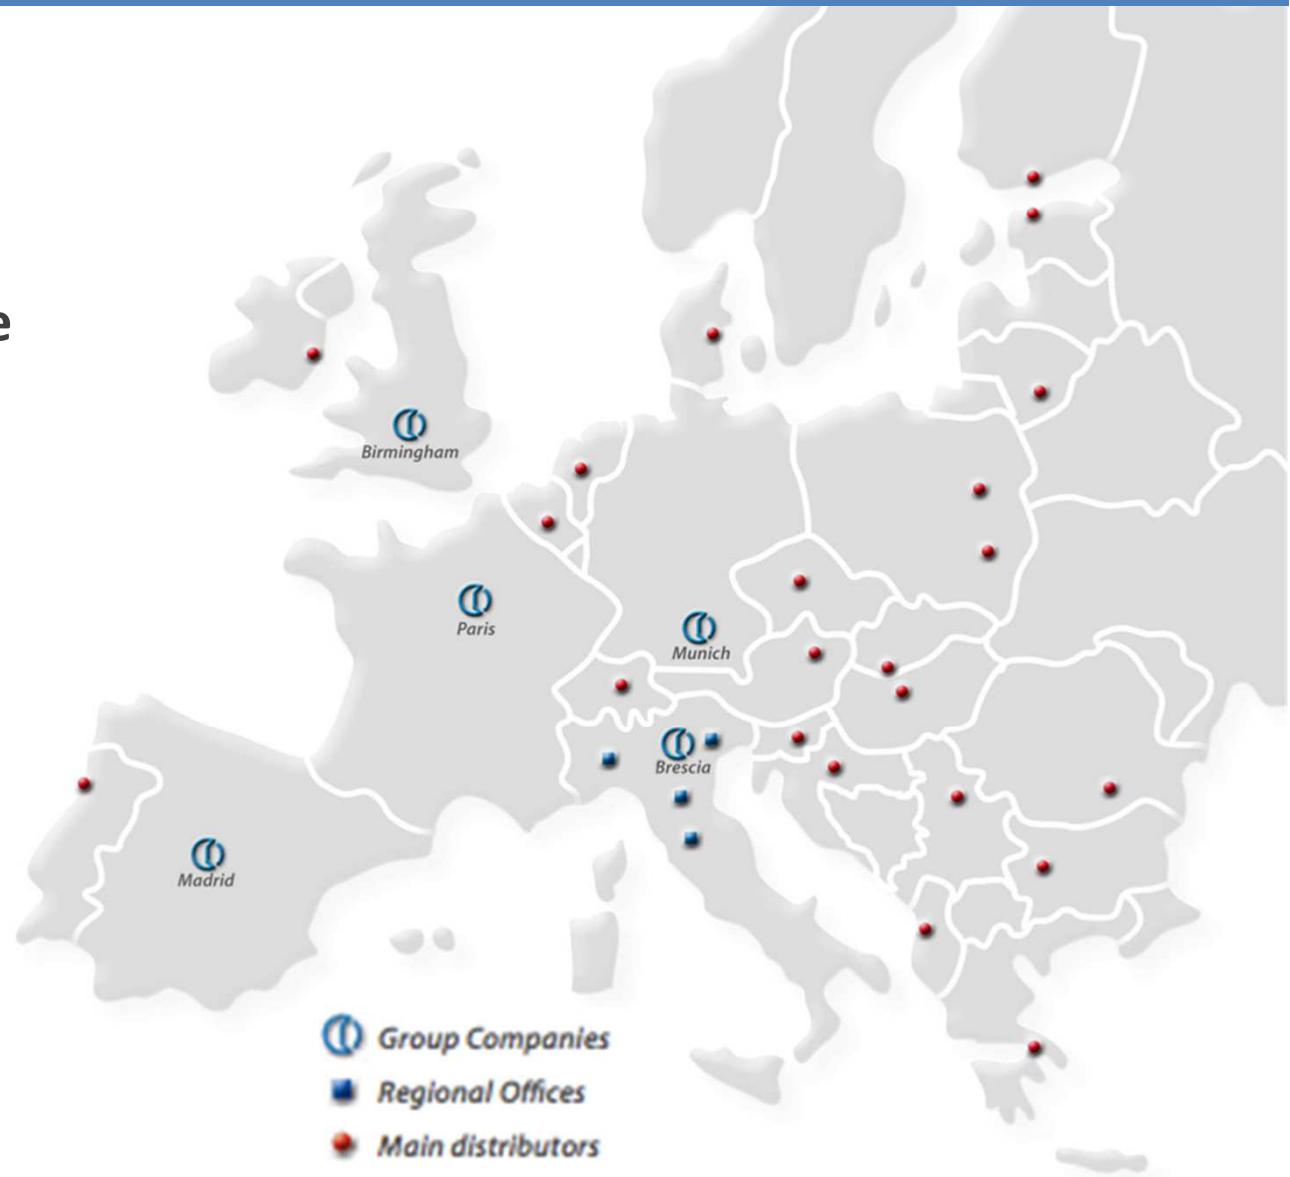 e
Birmingham
Paris
Munich
Brescia
Madrid
Group Companies
Regional Offices
Main distributors